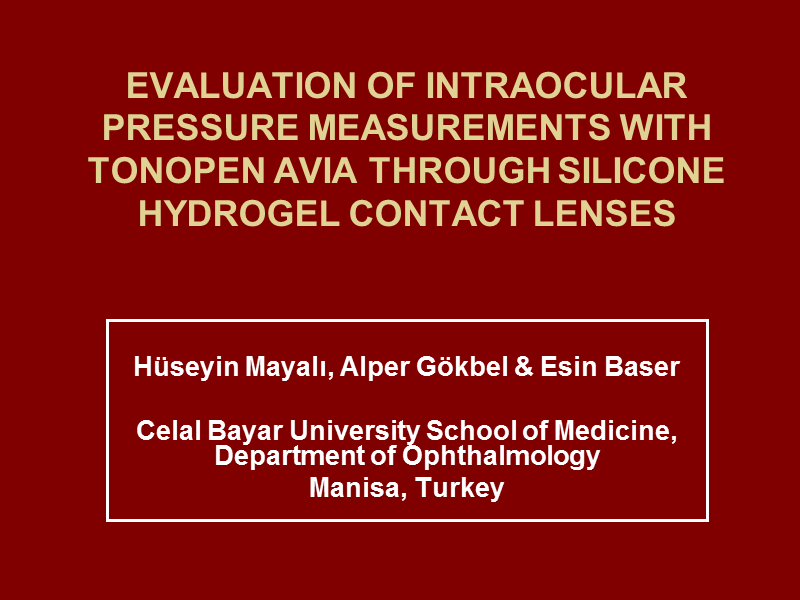 EVALUATION OF INTRAOCULAR
PRESSURE MEASUREMENTS WITH
TONOPEN AVIA THROUGH SILICONE
HYDROGEL CONTACT LENSES
Hüseyin Mayalı, Alper Gökbel & Esin Baser
Celal Bayar University School of Medicine,
Department of Ophthalmology
Manisa, Turkey